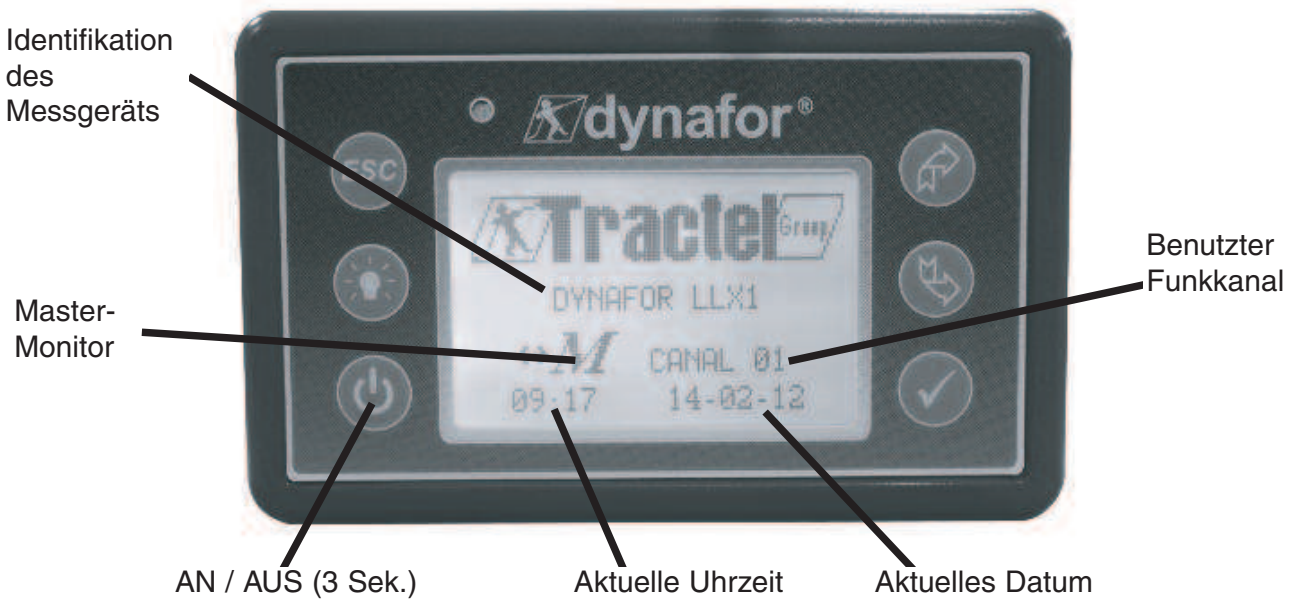 Identifikation
des
Messgeräts
dynafor®
ESC
Tractel
Group
DYNAFOR LLX1
Benutzter
Funkkanal
Master-
Monitor
M
CANAL 01
09:17
14-02-12
AN / AUS (3 Sek.)
Aktuelle Uhrzeit
Aktuelles Datum